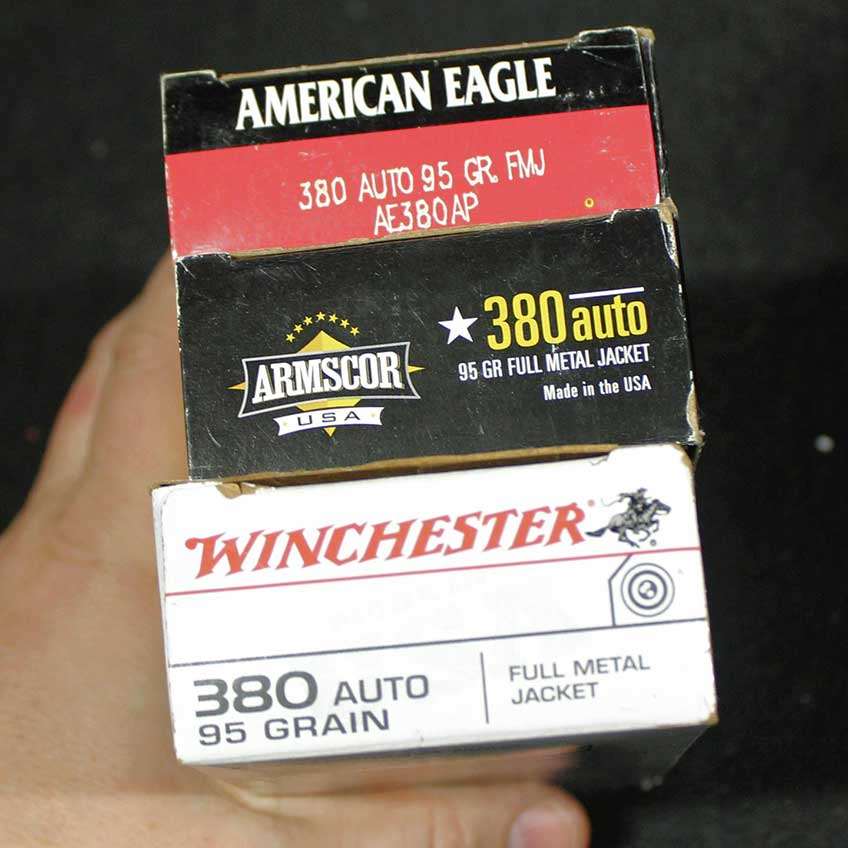 AMERICAN EAGLE
380 AUTO 95 GR. FMJ
AE380AP
ARMSCOR
USA
380 auto
95 GR FULL METAL JACKET
Made in the USA
WINCHESTER®
380 AUTO
95 GRAIN
FULL METAL
JACKET